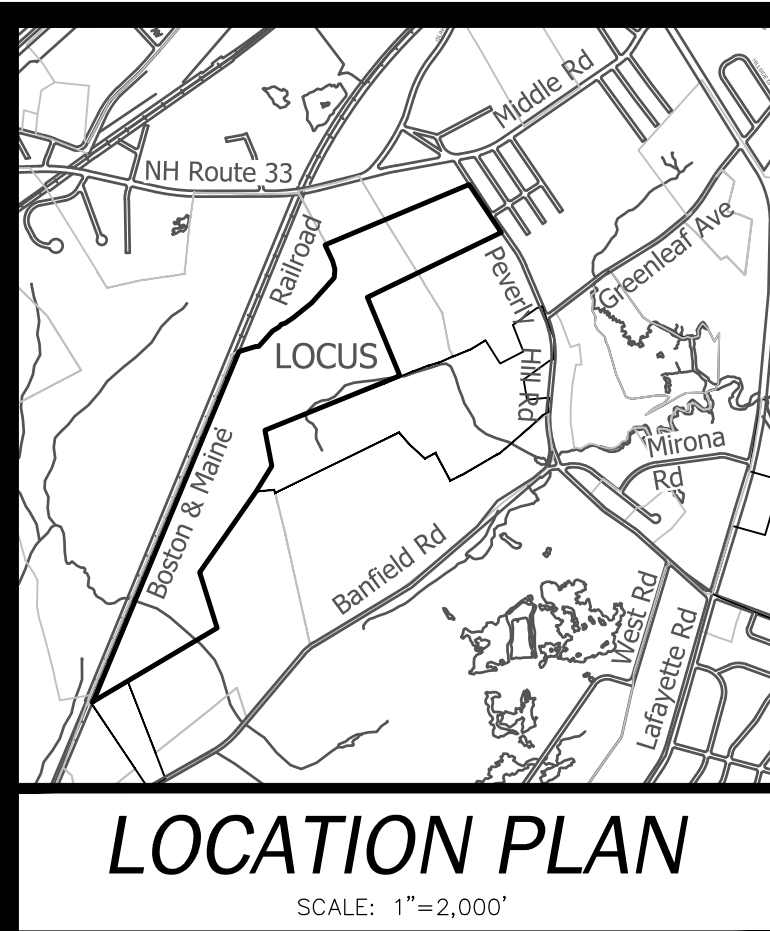 Middle Rd
NH Route 33
Greenleaf Ave
Railroad
Peverly
LOCUS
Hill Rd
Boston & Maine
Mirona
Rd
Banfield Rd
West Rd
Lafayette Rd
LOCATION PLAN
SCALE: 1"=2,000'